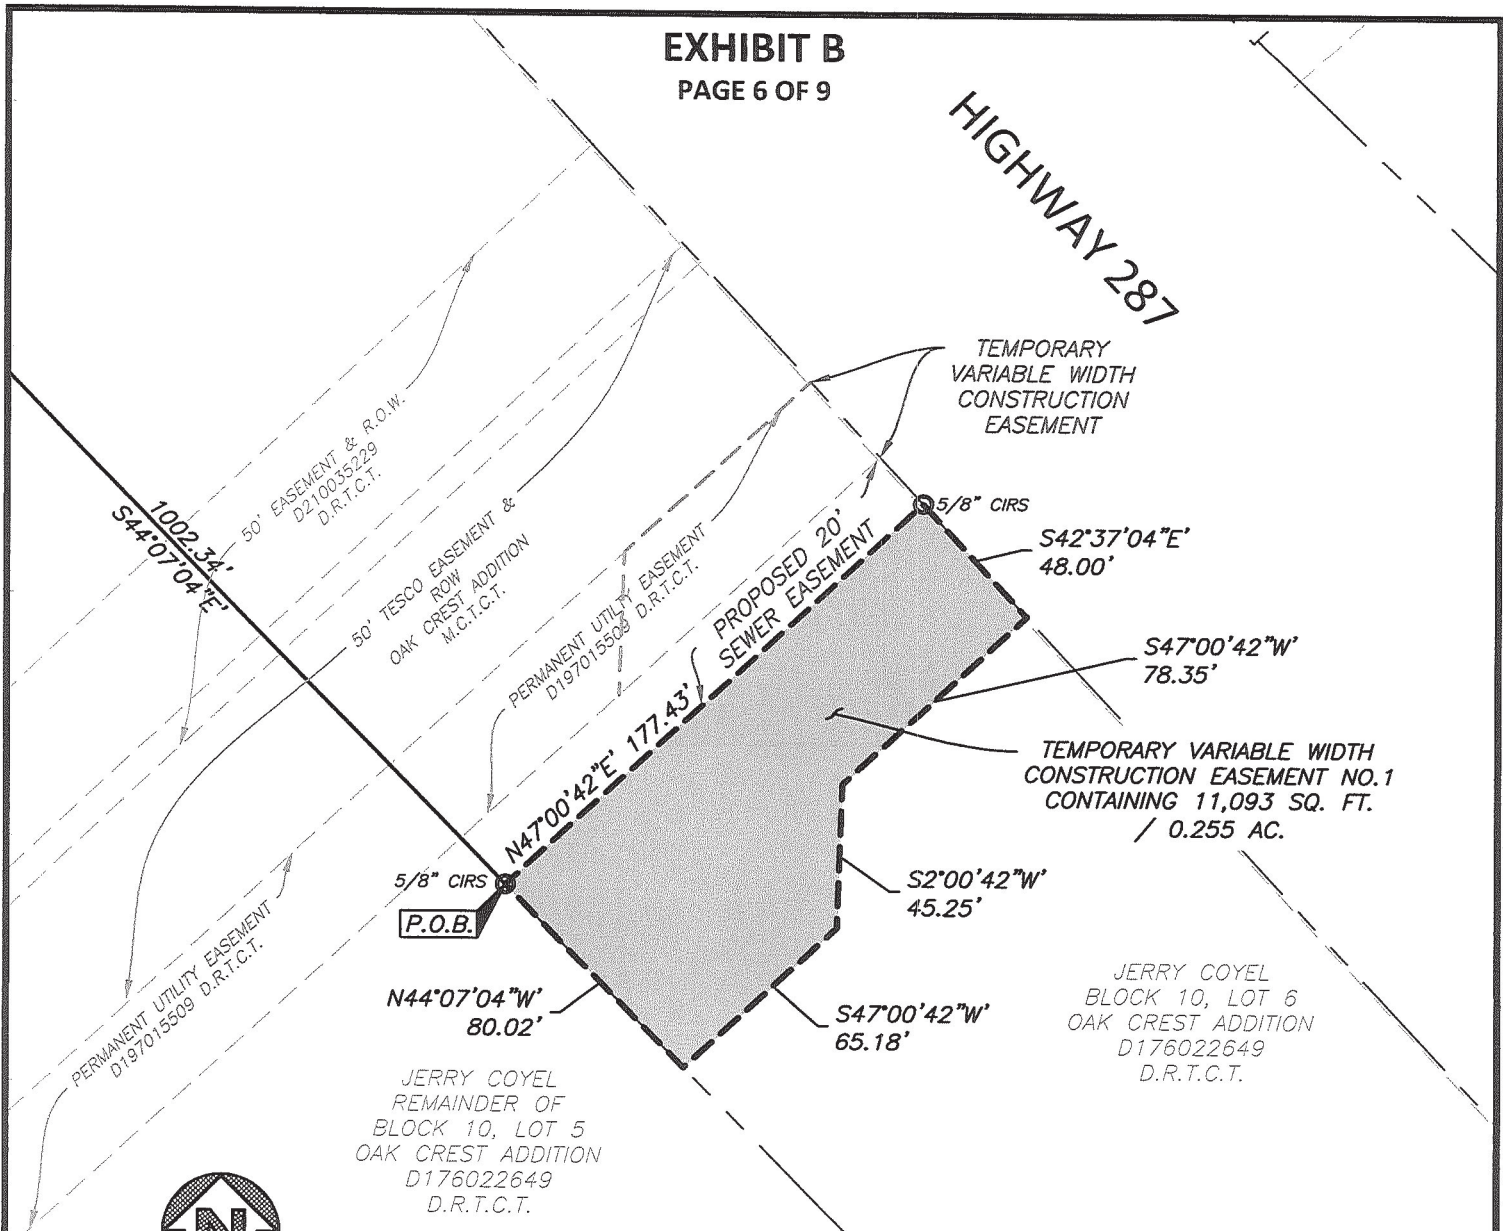 EXHIBIT B
PAGE 6 OF 9
HIGHWAY 287
TEMPORARY
VARIABLE WIDTH
CONSTRUCTION
EASEMENT
50' EASEMENT & R.O.W.
D210035229
D.R.T.C.T.
1002.34'
S44°07'04"E'
50' TESCO EASEMENT &
ROW
OAK CREST ADDITION
M.C.T.C.T.
PERMANENT UTILITY EASEMENT
D197015509 D.R.T.C.T.
PROPOSED 20'
SEWER EASEMENT
5/8" CIRS
S42°37'04"E'
48.00'
S47°00'42"W'
78.35'
N47°00'42"E' 177.43'
TEMPORARY VARIABLE WIDTH
CONSTRUCTION EASEMENT NO.1
CONTAINING 11,093 SQ. FT.
/ 0.255 AC.
5/8" CIRS
P.O.B.
S2°00'42"W'
45.25'
PERMANENT UTILITY EASEMENT
D197015509 D.R.T.C.T.
N44°07'04"W'
80.02'
S47°00'42"W'
65.18'
JERRY COYEL
BLOCK 10, LOT 6
OAK CREST ADDITION
D176022649
D.R.T.C.T.
JERRY COYEL
REMAINDER OF
BLOCK 10, LOT 5
OAK CREST ADDITION
D176022649
D.R.T.C.T.
N